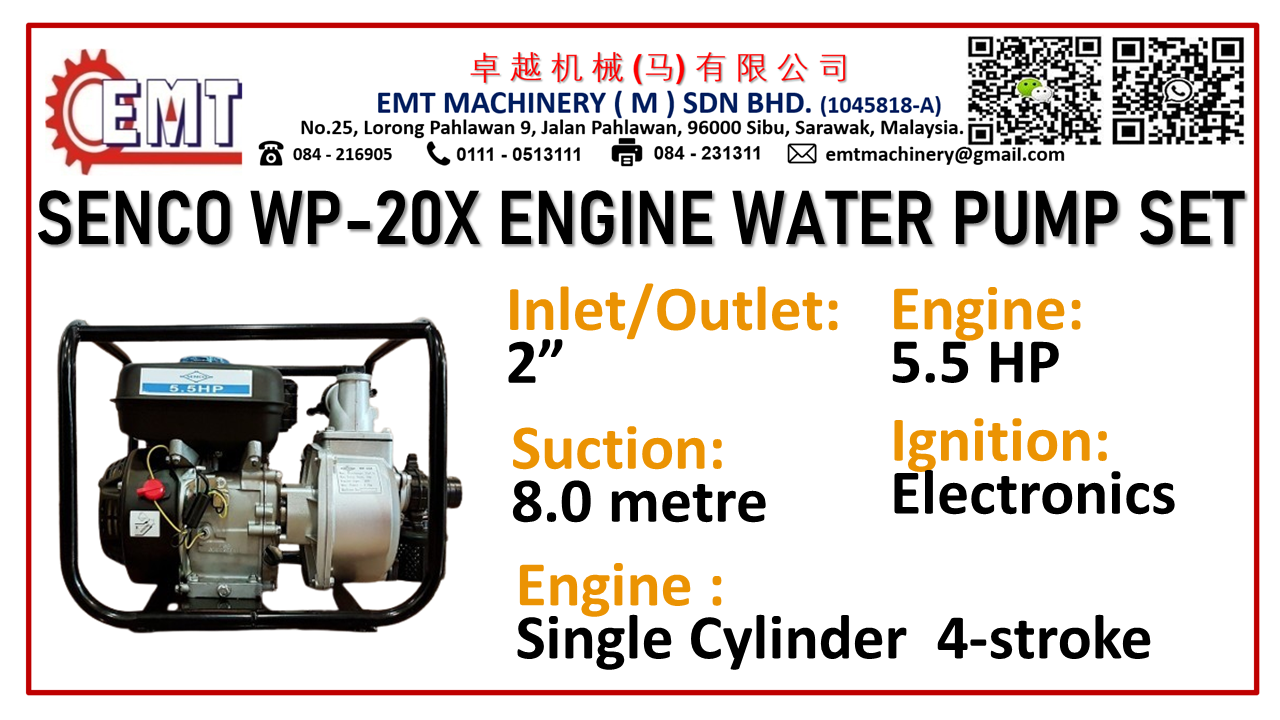 EMT
卓越机械(马)有限公司
EMT MACHINERY ( M ) SDN BHD. (1045818-A)
No.25, Lorong Pahlawan 9, Jalan Pahlawan, 96000 Sibu, Sarawak, Malaysia.
084 - 216905 0111 - 0513111 084 - 231311 emtmachinery@gmail.com
SENCO WP-20X ENGINE WATER PUMP SET
Inlet/Outlet:
2”
Engine:
5.5 HP
5.5HP
Suction:
8.0 metre
Ignition:
Electronics
Engine :
Single Cylinder 4-stroke